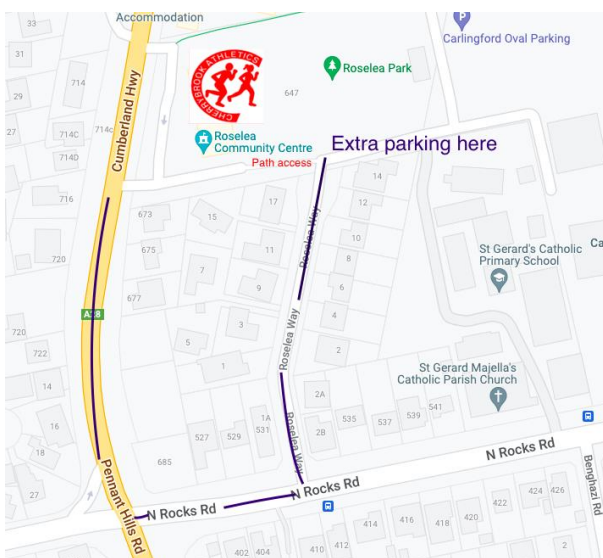 Accommodation
33
31
29
27
714
714C
714c
714D
716
720
Cumberland Hwy
CHERRYBROOK ATHLETICS
647
Roselea Park
Carlingford Oval Parking
Roselea
Community Centre
Path access
Extra parking here
673
675
677
15
17
11
7
9
3
5
1
14
12
10
8
6
4
2
Roselea Way
St Gerard's Catholic
Primary School
Ca
A28
720
722
14
16
18
27
Roselea Way
St Gerard Majella's
Catholic Parish Church
2A
2B
1A
531
527
529
535
537
539
541
Roselea Way
685
Pennant Hills Rd
N Rocks Rd
N Rocks Rd
N Rocks Rd
Benghazi Rd
402
404
410
412
414
416
418
420
422
424
426
2